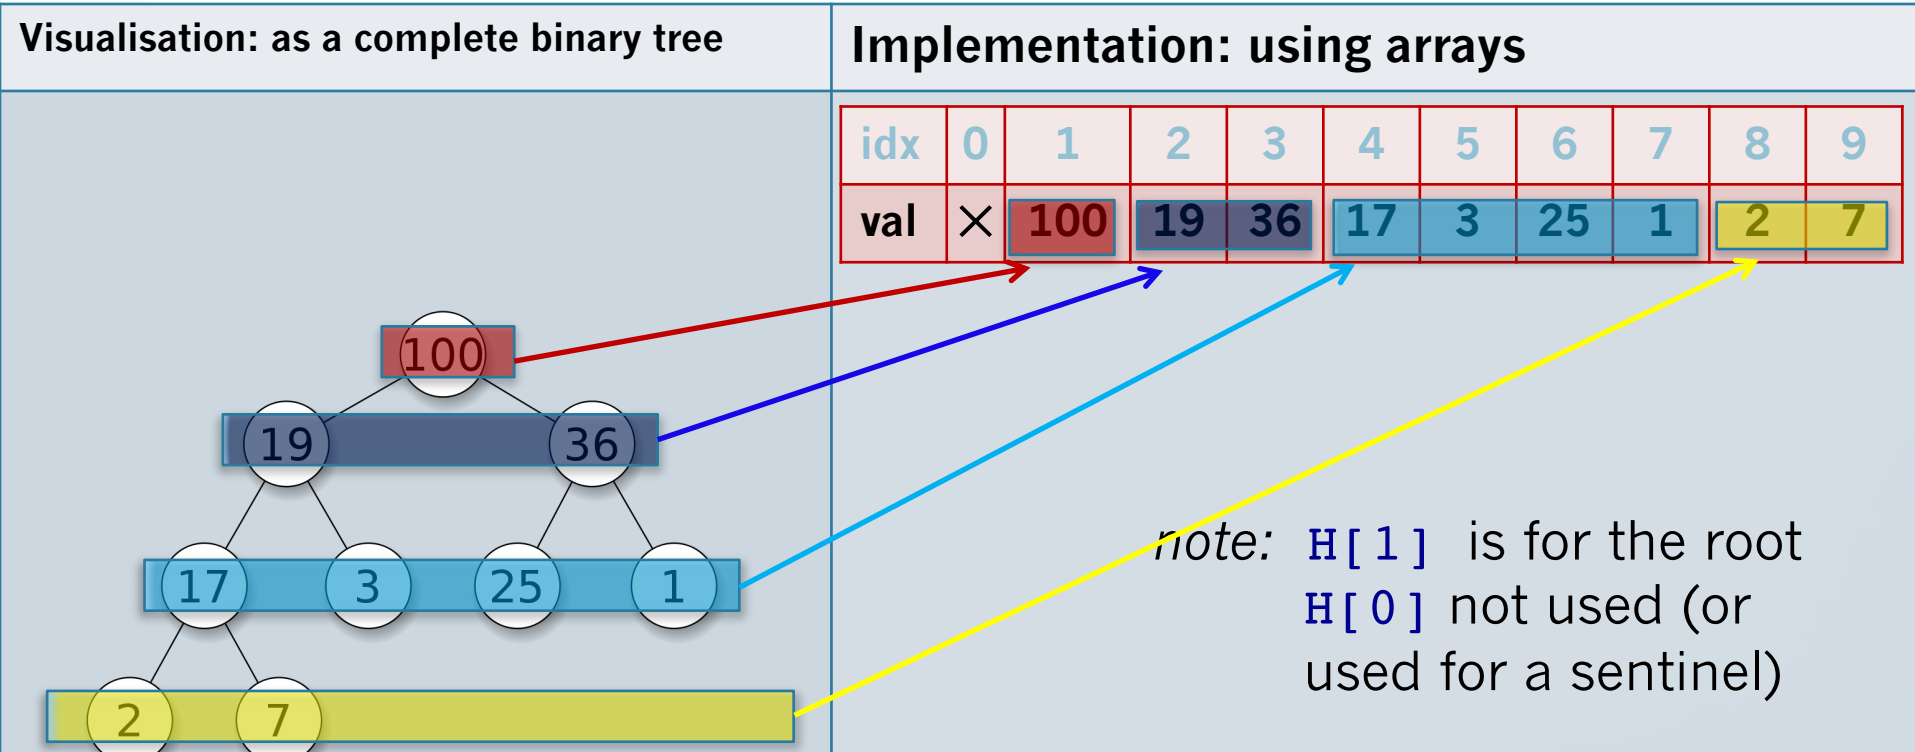 Visualisation: as a complete binary tree
Implementation: using arrays
idx 0 1 2 3 4 5 6 7 8 9
val × 100 19 36 17 3 25 1 2 7
100
19 36
17 3 25 1
2 7
note: H[1] is for the root
H[0] not used (or
used for a sentinel)